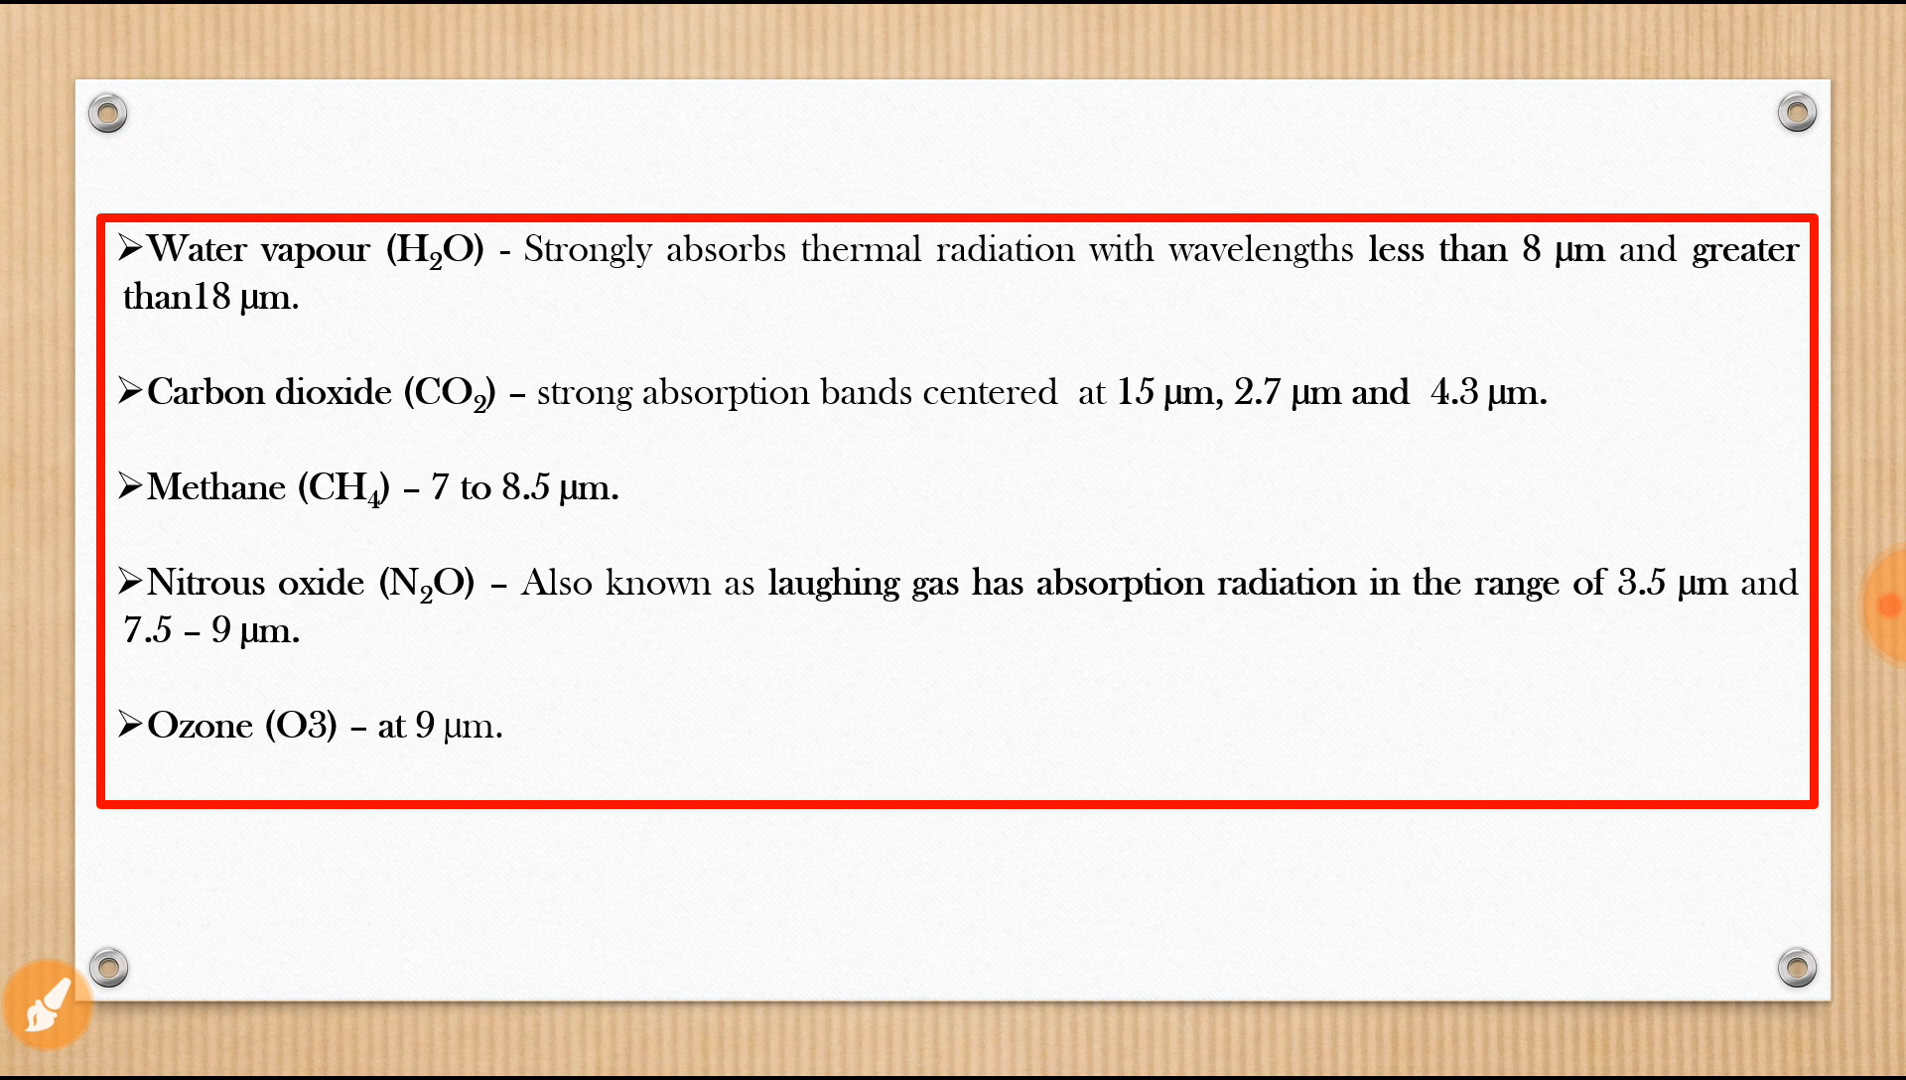 ➢Water vapour (H₂O) - Strongly absorbs thermal radiation with wavelengths less than 8 µm and greater
than18 µm.
➢Carbon dioxide (CO₂) – strong absorption bands centered at 15 µm, 2.7 µm and 4.3 µm.
➢Methane (CH₄) – 7 to 8.5 µm.
➢Nitrous oxide (N₂O) – Also known as laughing gas has absorption radiation in the range of 3.5 µm and
7.5 – 9 µm.
➢Ozone (O3) – at 9 µm.